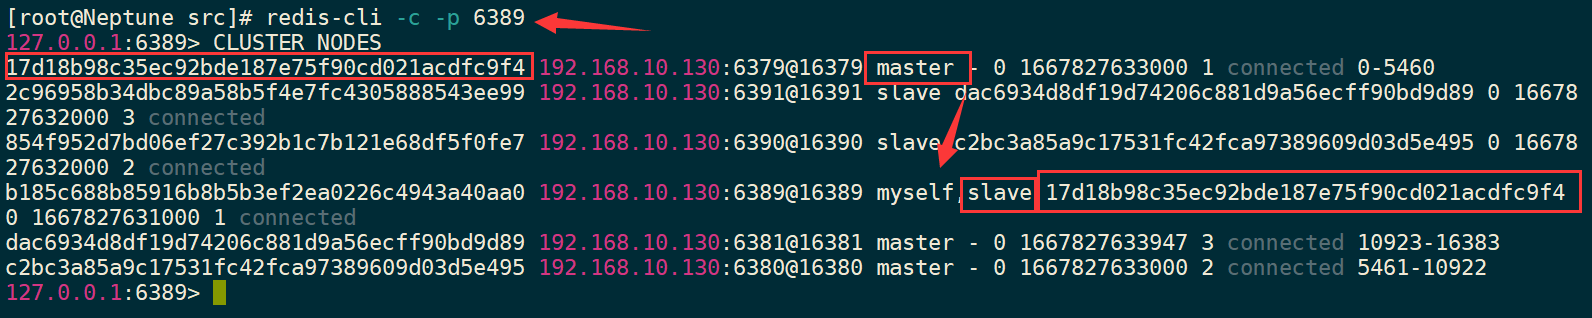 [root@Neptune src]# redis-cli -c -p 6389
127.0.0.1:6389> CLUSTER NODES
17d18b98c35ec92bde187e75f90cd021acdfc9f4 192.168.10.130:6379@16379 master - 0 1667827633000 1 connected 0-5460
2c96958b34dbc89a58b5f4e7fc4305888543ee99 192.168.10.130:6391@16391 slave dac6934d8df19d74206c881d9a56ecff90bd9d89 0 16678
27632000 3 connected
854f952d7bd06ef27c392b1c7b121e68df5f0fe7 192.168.10.130:6390@16390 slave c2bc3a85a9c17531fc42fca97389609d03d5e495 0 16678
27632000 2 connected
b185c688b85916b8b5b3ef2ea0226c4943a40aa0 192.168.10.130:6389@16389 myself,slave 17d18b98c35ec92bde187e75f90cd021acdfc9f4
0 1667827631000 1 connected
dac6934d8df19d74206c881d9a56ecff90bd9d89 192.168.10.130:6381@16381 master - 0 1667827633947 3 connected 10923-16383
c2bc3a85a9c17531fc42fca97389609d03d5e495 192.168.10.130:6380@16380 master - 0 1667827633000 2 connected 5461-10922
127.0.0.1:6389>